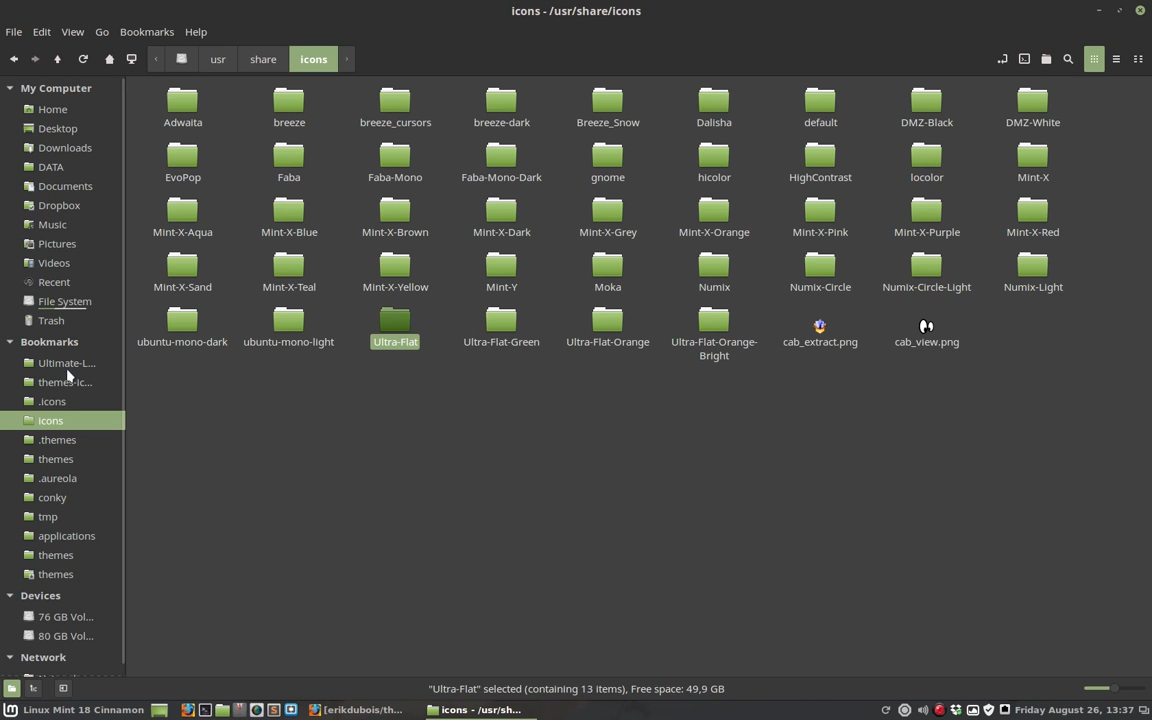 icons - /usr/share/icons
File Edit View Go Bookmarks Help
usr share icons
My Computer
Home
Desktop
Downloads
DATA
Documents
Dropbox
Music
Pictures
Videos
Recent
File System
Trash
Bookmarks
Ultimate-L...
themes-ic...
.icons
icons
.themes
themes
.aureola
conky
tmp
applications
themes
themes
Devices
76 GB Vol...
80 GB Vol...
Network
Adwaita breeze breeze_cursors breeze-dark Breeze_Snow Dalisha default DMZ-Black DMZ-White
EvoPop Faba Faba-Mono Faba-Mono-Dark gnome hicolor HighContrast locolor Mint-X
Mint-X-Aqua Mint-X-Blue Mint-X-Brown Mint-X-Dark Mint-X-Grey Mint-X-Orange Mint-X-Pink Mint-X-Purple Mint-X-Red
Mint-X-Sand Mint-X-Teal Mint-X-Yellow Mint-Y Moka Numix Numix-Circle Numix-Circle-Light Numix-Light
ubuntu-mono-dark ubuntu-mono-light Ultra-Flat Ultra-Flat-Green Ultra-Flat-Orange Ultra-Flat-Orange- cab_extract.png cab_view.png
Bright
"Ultra-Flat" selected (containing 13 items), Free space: 49,9 GB
Linux Mint 18 Cinnamon [erikdubois/th... icons - /usr/sh... Friday August 26, 13:37